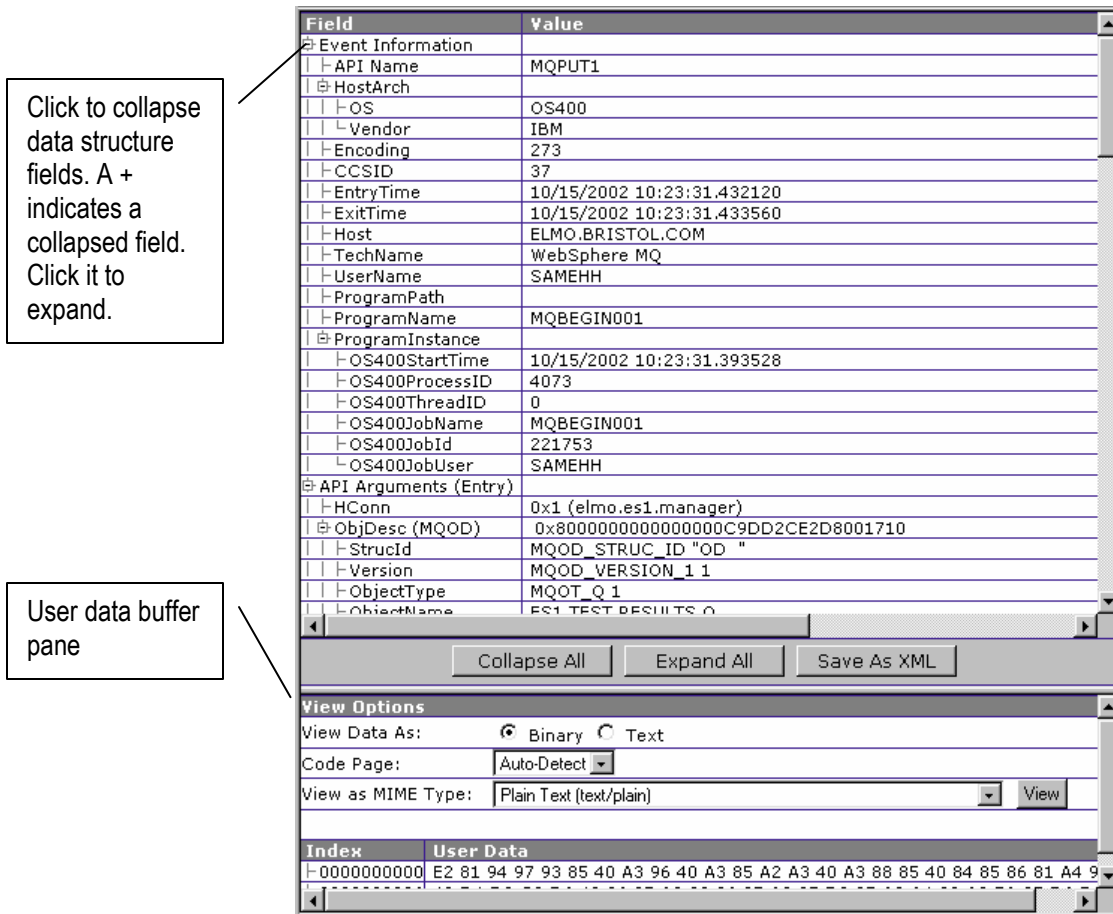 Field Value
Event Information
API Name MQPUT1
HostArch
OS OS400
Vendor IBM
Encoding 273
CCSID 37
EntryTime 10/15/2002 10:23:31.432120
ExitTime 10/15/2002 10:23:31.433560
Host ELMO.BRISTOL.COM
TechName WebSphere MQ
UserName SAMEHH
ProgramPath
ProgramName MQBEGIN001
ProgramInstance
OS400StartTime 10/15/2002 10:23:31.393528
OS400ProcessID 4073
OS400ThreadID 0
OS400JobName MQBEGIN001
OS400JobId 221753
OS400JobUser SAMEHH
API Arguments (Entry)
HConn 0x1 (elmo.es1.manager)
ObjDesc (MQOD) 0x8000000000000000C9DD2CE2D8001710
StrucId MQOD_STRUC_ID "OD  "
Version MQOD_VERSION_1 1
ObjectType MQOT_Q 1
ObjectName ES1.TEST.RESULTS.Q
Click to collapse
data structure
fields. A +
indicates a
collapsed field.
Click it to
expand.
Collapse All Expand All Save As XML
User data buffer
pane
View Options
View Data As: Binary Text
Code Page: Auto-Detect
View as MIME Type: Plain Text (text/plain) View
Index User Data
0000000000 E2 81 94 97 93 85 40 A3 96 40 A3 85 A2 A3 40 A3 88 85 40 84 85 86 81 A4